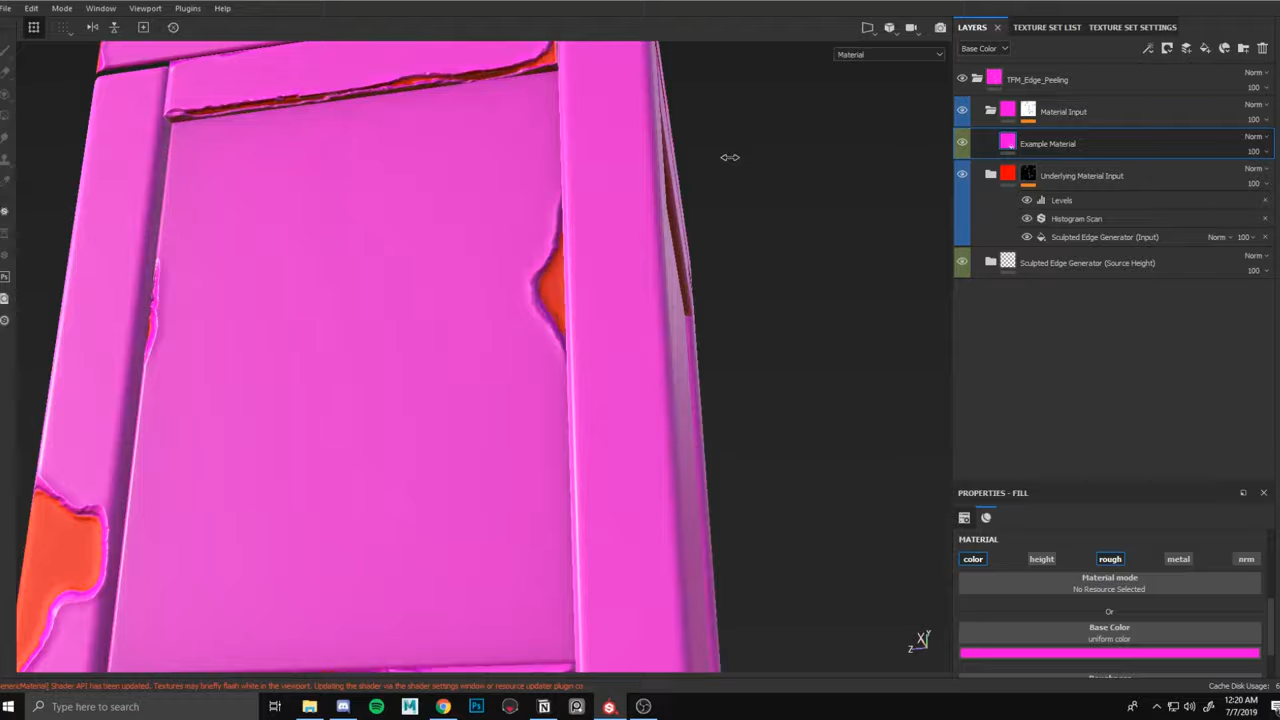 File Edit Mode Window Viewport Plugins Help
LAYERS TEXTURE SET LIST TEXTURE SET SETTINGS
Base Color
Material
TFM_Edge_Peeling Norm 100
Material Input Norm 100
Example Material Norm 100
Underlying Material Input Norm 100
Levels
Histogram Scan
Sculpted Edge Generator (Input) Norm 100
Sculpted Edge Generator (Source Height) Norm 100
PROPERTIES - FILL
MATERIAL
color height rough metal nrm
Material mode
No Resource Selected
Or
Base Color
uniform color
X Y Z
enericMaterial] Shader API has been updated. Textures may briefly flash white in the viewport. Updating the shader via the shader settings window or resource updater plugin co
Cache Disk Usage: 6
Type here to search
12:20 AM
7/7/2019